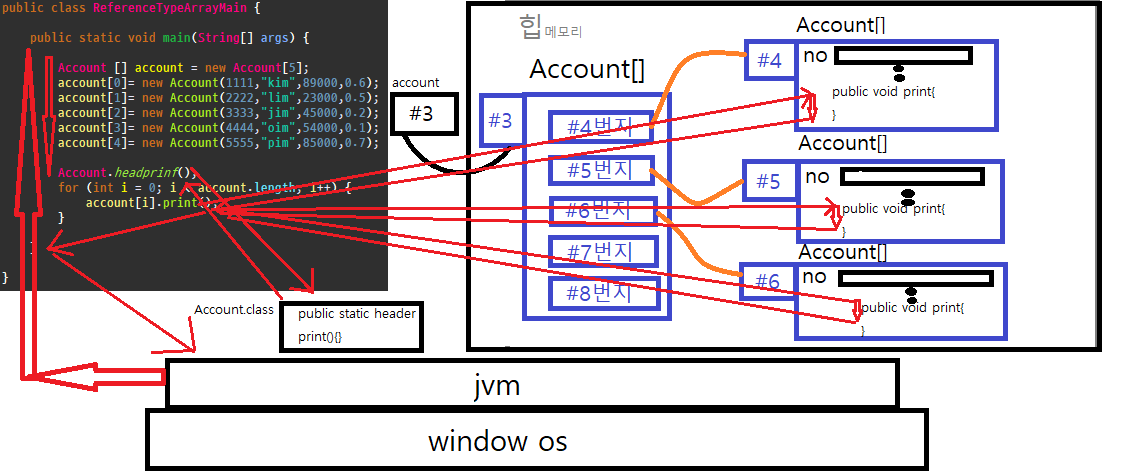 public class ReferenceTypeArrayMain {
public static void main(String[] args) {
Account [] account = new Account[5];
account[0]= new Account(1111,"kim",89000,0.6);
account[1]= new Account(2222,"lim",23000,0.5);
account[2]= new Account(3333,"jim",45000,0.2);
account[3]= new Account(4444,"oim",54000,0.1);
account[4]= new Account(5555,"pim",85000,0.7);
Account.headprinf()
for (int i = 0; i < account.length; i++) {
account[i].print();
}
}
}
account
#3
힙메모리
Account[]
#3
#4번지
#5번지
#6번지
#7번지
#8번지
Account[]
#4
no
public void print{
}
Account[]
#5
no
public void print{
}
Account[]
#6
no
public void print{
}
Account.class
public static header
print(){}
jvm
window os